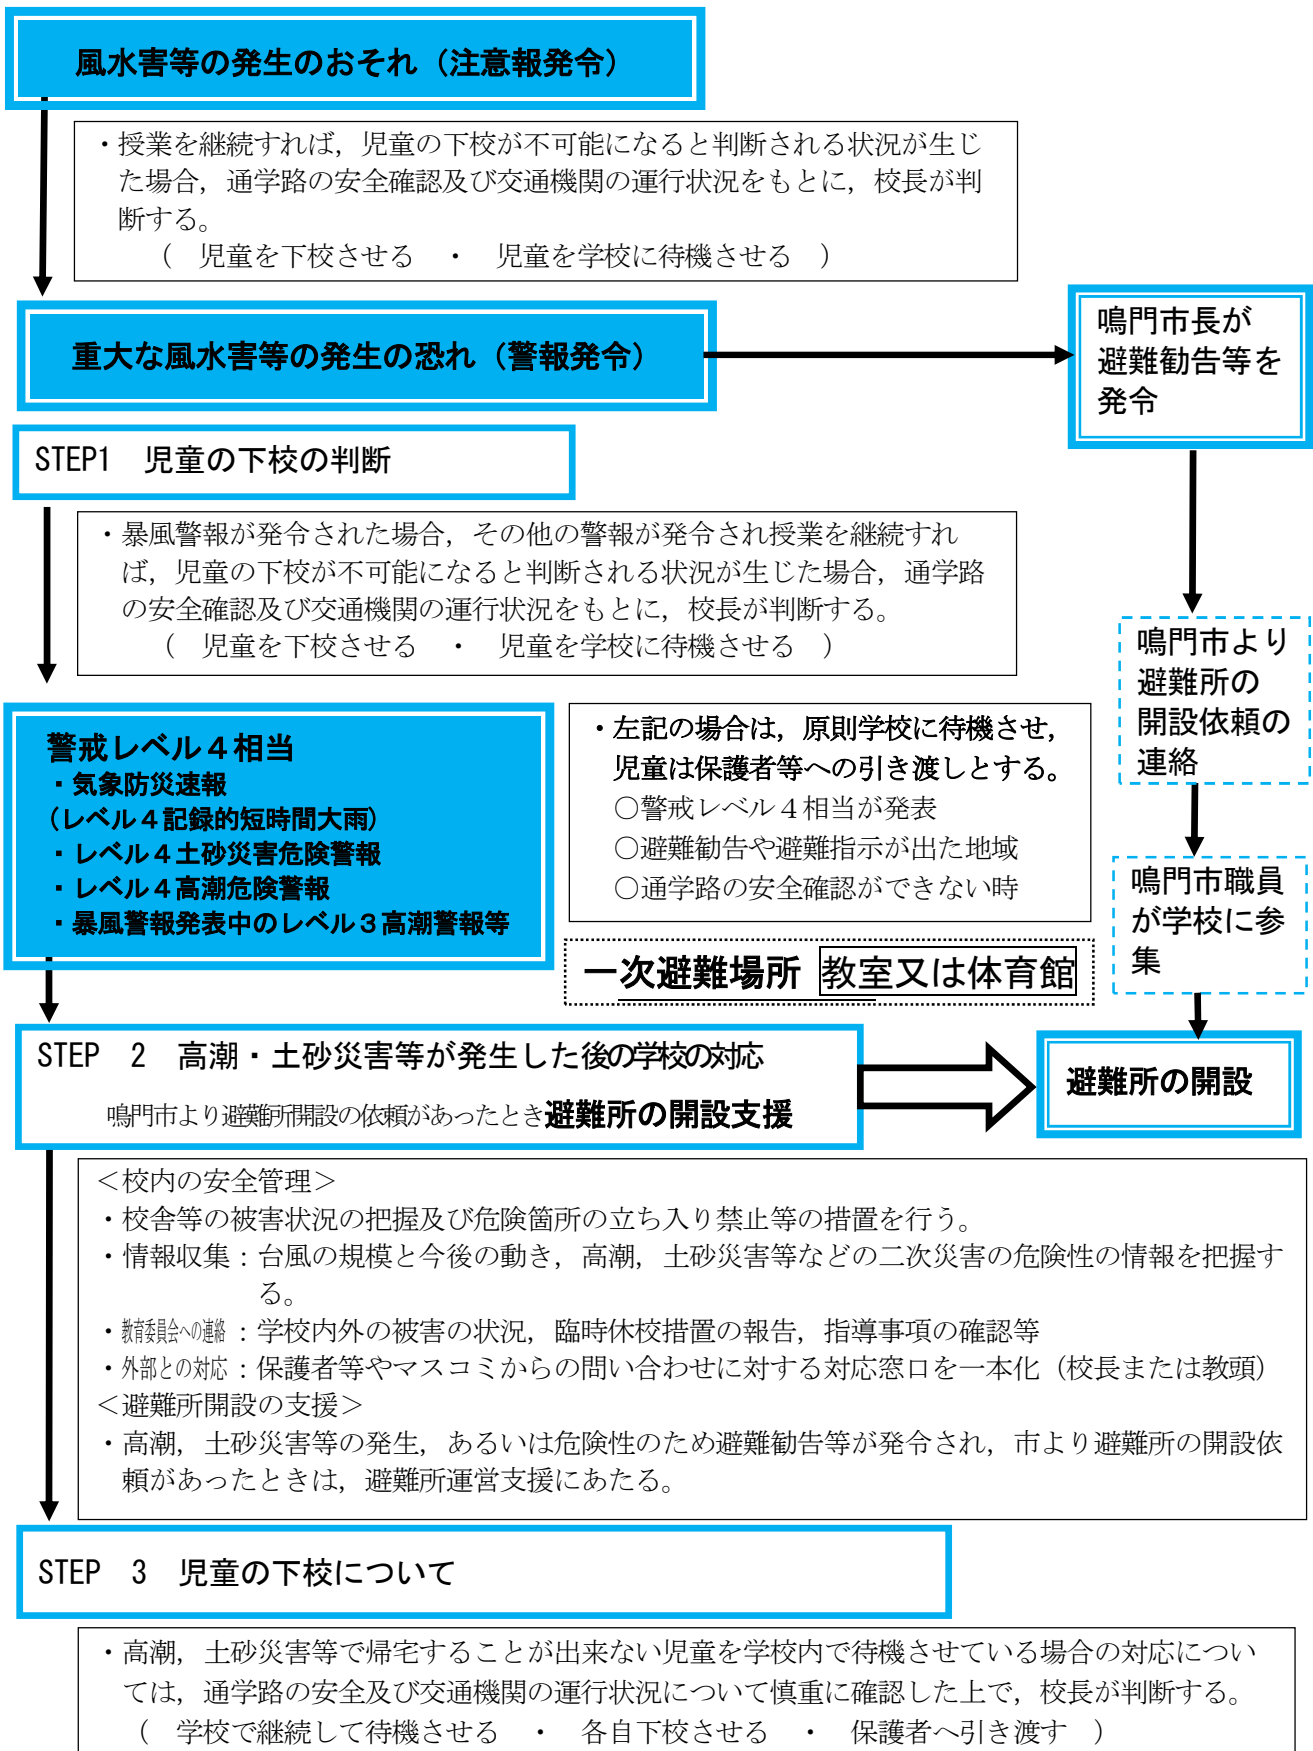 風水害等の発生のおそれ（注意報発令）
・授業を継続すれば，児童の下校が不可能になると判断される状況が生じ
た場合，通学路の安全確認及び交通機関の運行状況をもとに，校長が判
断する。
（　児童を下校させる　・　児童を学校に待機させる　）
重大な風水害等の発生の恐れ（警報発令）
鳴門市長が
避難勧告等を
発令
STEP1　児童の下校の判断
・暴風警報が発令された場合，その他の警報が発令され授業を継続すれ
ば，児童の下校が不可能になると判断される状況が生じた場合，通学路
の安全確認及び交通機関の運行状況をもとに，校長が判断する。
（　児童を下校させる　・　児童を学校に待機させる　）
鳴門市より
避難所の
開設依頼の
連絡
警戒レベル４相当
・気象防災速報
（レベル４記録的短時間大雨）
・レベル４土砂災害危険警報
・レベル４高潮危険警報
・暴風警報発表中のレベル３高潮警報等
・左記の場合は，原則学校に待機させ，
児童は保護者等への引き渡しとする。
○警戒レベル４相当が発表
○避難勧告や避難指示が出た地域
○通学路の安全確認ができない時
鳴門市職員
が学校に参
集
一次避難場所　教室又は体育館
STEP　2　高潮・土砂災害等が発生した後の学校の対応
鳴門市より避難所開設の依頼があったとき避難所の開設支援
避難所の開設
＜校内の安全管理＞
・校舎等の被害状況の把握及び危険箇所の立ち入り禁止等の措置を行う。
・情報収集：台風の規模と今後の動き，高潮，土砂災害等などの二次災害の危険性の情報を把握す
る。
・教育委員会への連絡：学校内外の被害の状況，臨時休校措置の報告，指導事項の確認等
・外部との対応：保護者等やマスコミからの問い合わせに対する対応窓口を一本化（校長または教頭）
＜避難所開設の支援＞
・高潮，土砂災害等の発生，あるいは危険性のため避難勧告等が発令され，市より避難所の開設依
頼があったときは，避難所運営支援にあたる。
STEP　3　児童の下校について
・高潮，土砂災害等で帰宅することが出来ない児童を学校内で待機させている場合の対応につい
ては，通学路の安全及び交通機関の運行状況について慎重に確認した上で，校長が判断する。
（　学校で継続して待機させる　・　各自下校させる　・　保護者へ引き渡す　）